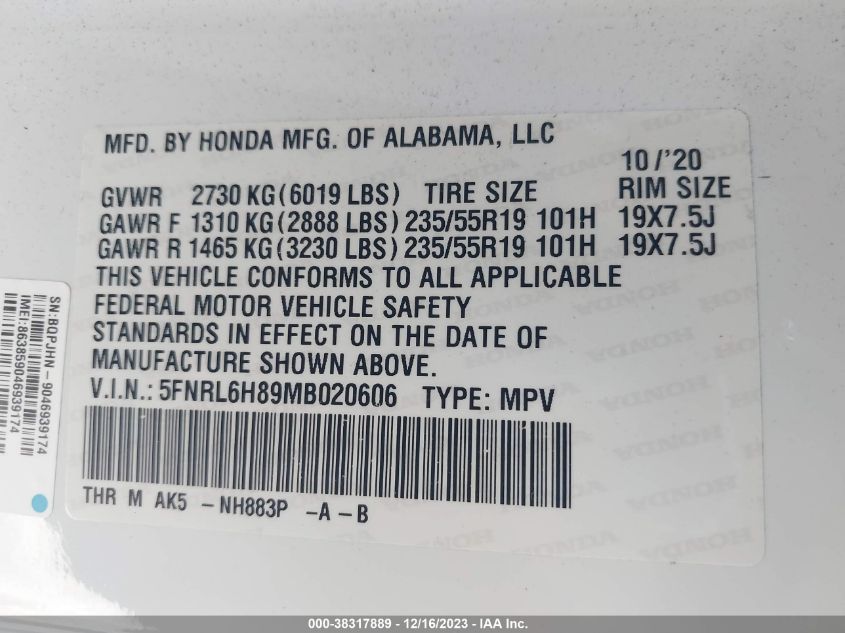 MFD. BY HONDA MFG. OF ALABAMA, LLC
10/'20
GVWR 2730 KG (6019 LBS) TIRE SIZE RIM SIZE
GAWR F 1310 KG (2888 LBS) 235/55R19 101H 19X7.5J
GAWR R 1465 KG (3230 LBS) 235/55R19 101H 19X7.5J
THIS VEHICLE CONFORMS TO ALL APPLICABLE
FEDERAL MOTOR VEHICLE SAFETY
STANDARDS IN EFFECT ON THE DATE OF
MANUFACTURE SHOWN ABOVE.
V.I.N.: 5FNRL6H89MB020606 TYPE: MPV
THR M AK5 - NH883P - A - B
SN:BQPJHN-9046939174
IMEI:863859046939174
000-38317889 - 12/16/2023 - IAA Inc.